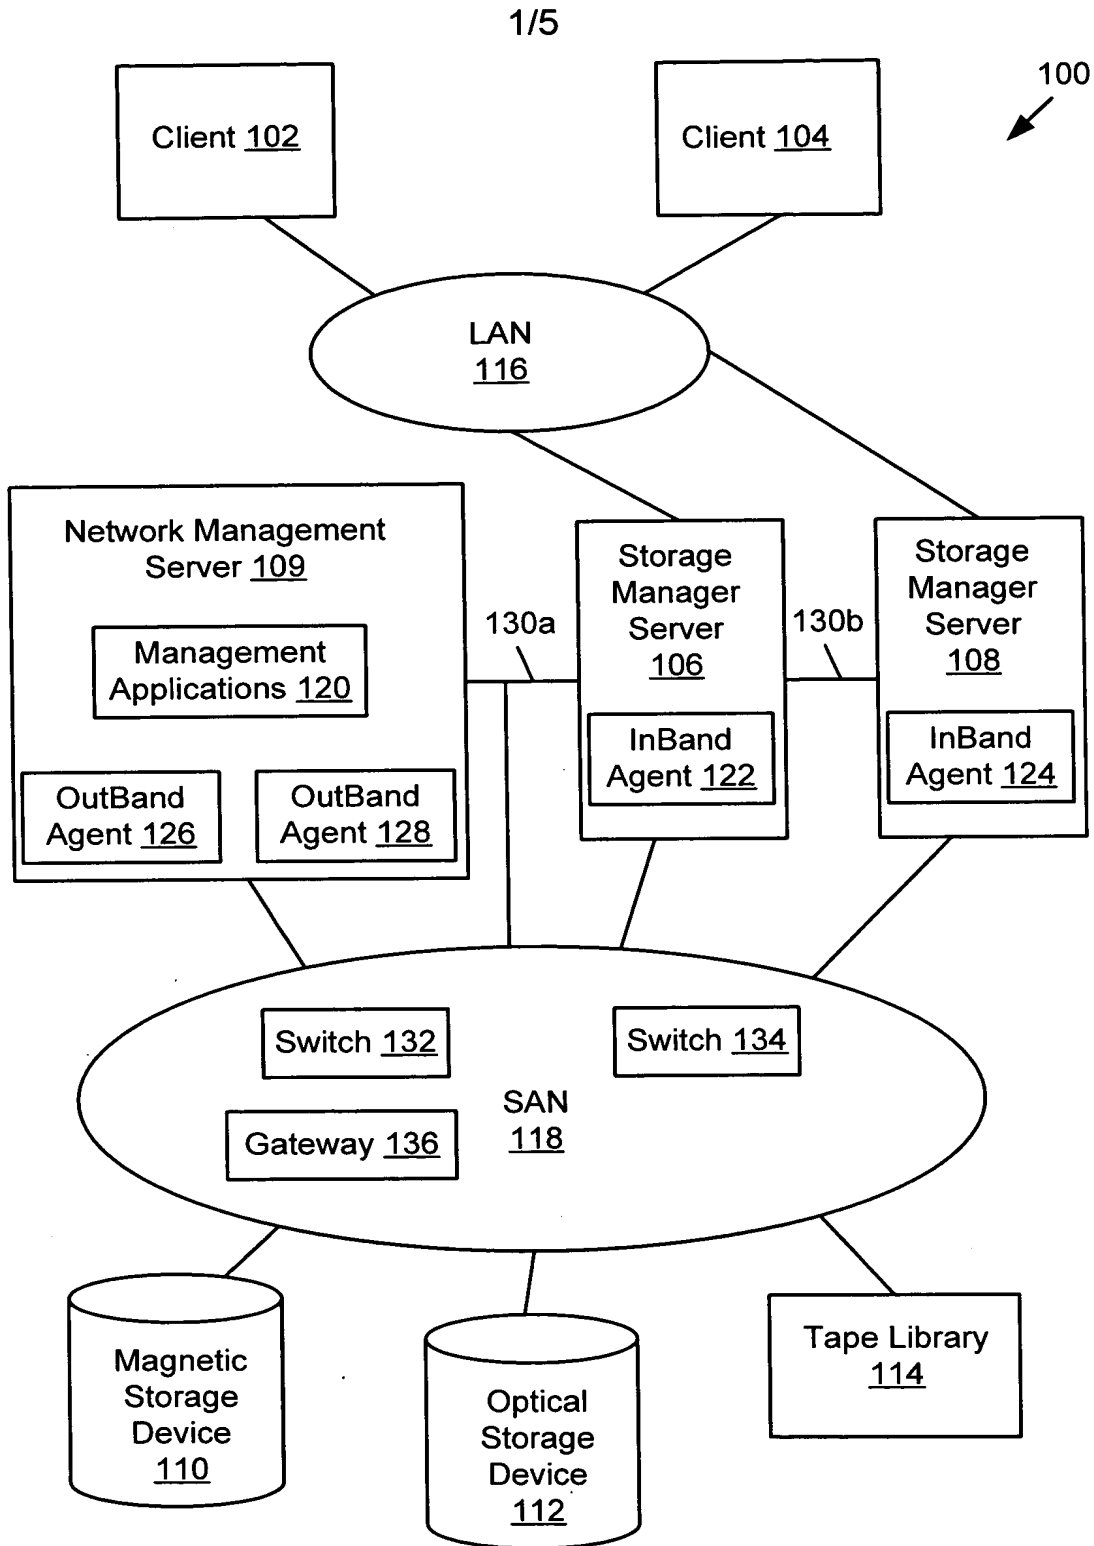 1/5
100
Client 102
Client 104
LAN
116
Network Management
Server 109
Management
Applications 120
OutBand
Agent 126
OutBand
Agent 128
130a
Storage
Manager
Server
106
InBand
Agent 122
130b
Storage
Manager
Server
108
InBand
Agent 124
Switch 132
Switch 134
Gateway 136
SAN
118
Magnetic
Storage
Device
110
Optical
Storage
Device
112
Tape Library
114